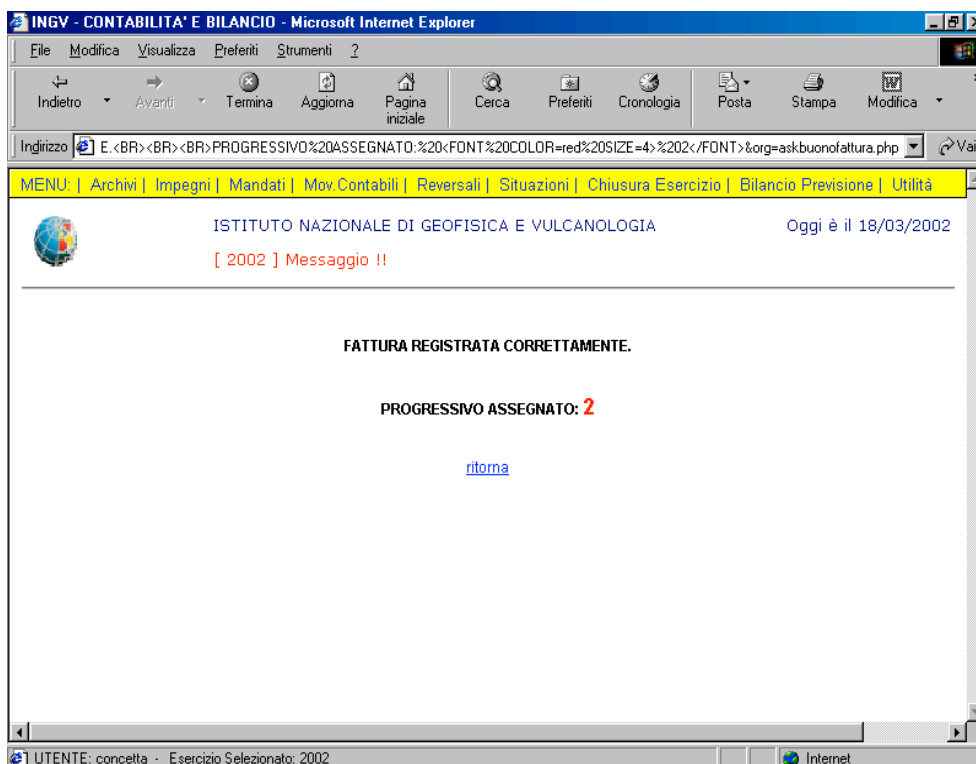 INGV - CONTABILITA' E BILANCIO - Microsoft Internet Explorer
File Modifica Visualizza Preferiti Strumenti ?
Indietro Avanti Termina Aggiorna Pagina iniziale Cerca Preferiti Cronologia Posta Stampa Modifica
Indirizzo E.<BR><BR><BR>PROGRESSIVO%20ASSEGNATO:%20<FONT%20COLOR=red%20SIZE=4>%202</FONT>&org=askbuonofattura.php Vai
MENU: | Archivi | Impegni | Mandati | Mov.Contabili | Reversali | Situazioni | Chiusura Esercizio | Bilancio Previsione | Utilità
ISTITUTO NAZIONALE DI GEOFISICA E VULCANOLOGIA Oggi è il 18/03/2002
[ 2002 ] Messaggio !!
FATTURA REGISTRATA CORRETTAMENTE.
PROGRESSIVO ASSEGNATO: 2
ritorna
UTENTE: concetta - Esercizio Selezionato: 2002 Internet